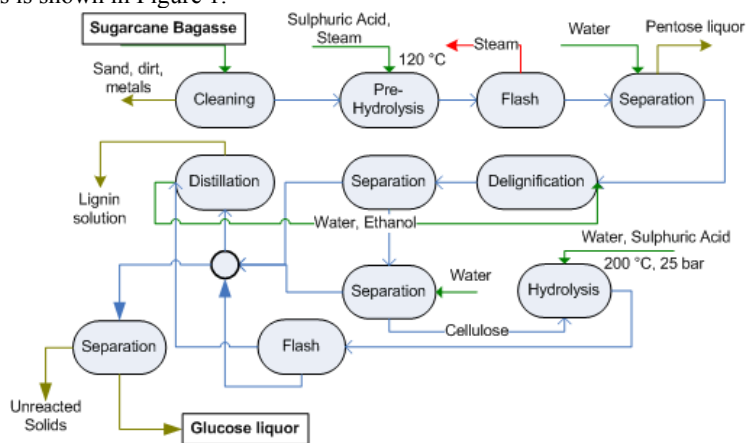 s is shown in Figure 1.
Sugarcane Bagasse
Sulphuric Acid,
Steam
Water
Pentose liquor
Sand, dirt,
metals
120 °C
Steam
Cleaning
Pre-
Hydrolysis
Flash
Separation
Distillation
Separation
Delignification
Lignin
solution
Water, Ethanol
Water, Sulphuric Acid
200 °C, 25 bar
Separation
Water
Hydrolysis
Cellulose
Separation
Flash
Unreacted
Solids
Glucose liquor